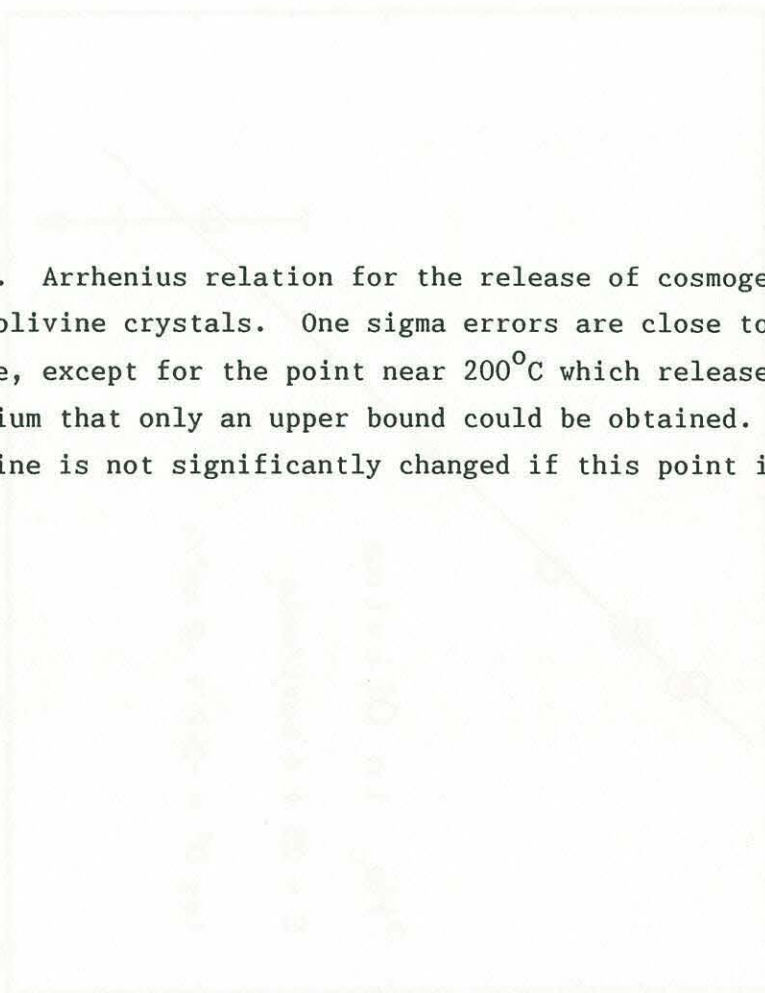 . Arrhenius relation for the release of cosmoge
olivine crystals. One sigma errors are close to
e, except for the point near 200°C which release
ium that only an upper bound could be obtained.
ine is not significantly changed if this point i